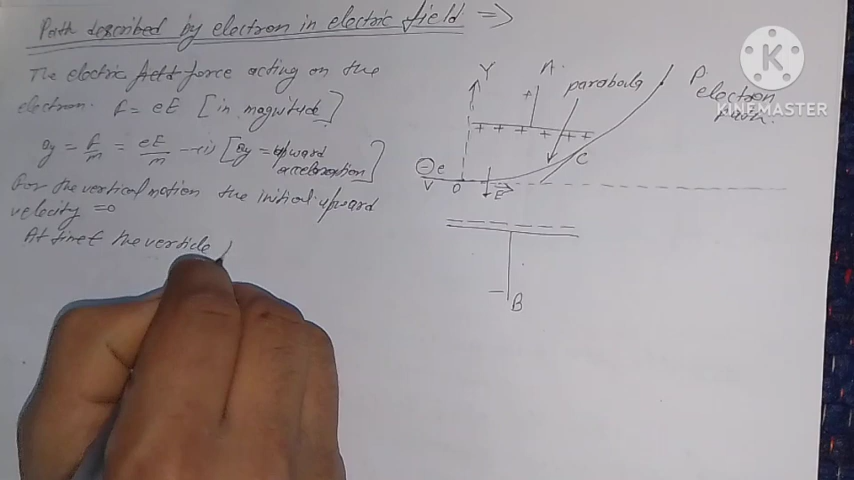 Path described by electron in electric field ⇒
The electric field force acting on the
electron. F = eE [in magnitude]
ay = F/m = eE/m —(i) [ay = upward
acceleration]
For the vertical motion the initial upward
velocity = 0
At time t the verticle
Y
A.
+
parabola
P.
electron
path.
+ + + + + + +
C
⊖ e
V
O
E
B
K
KINEMASTER